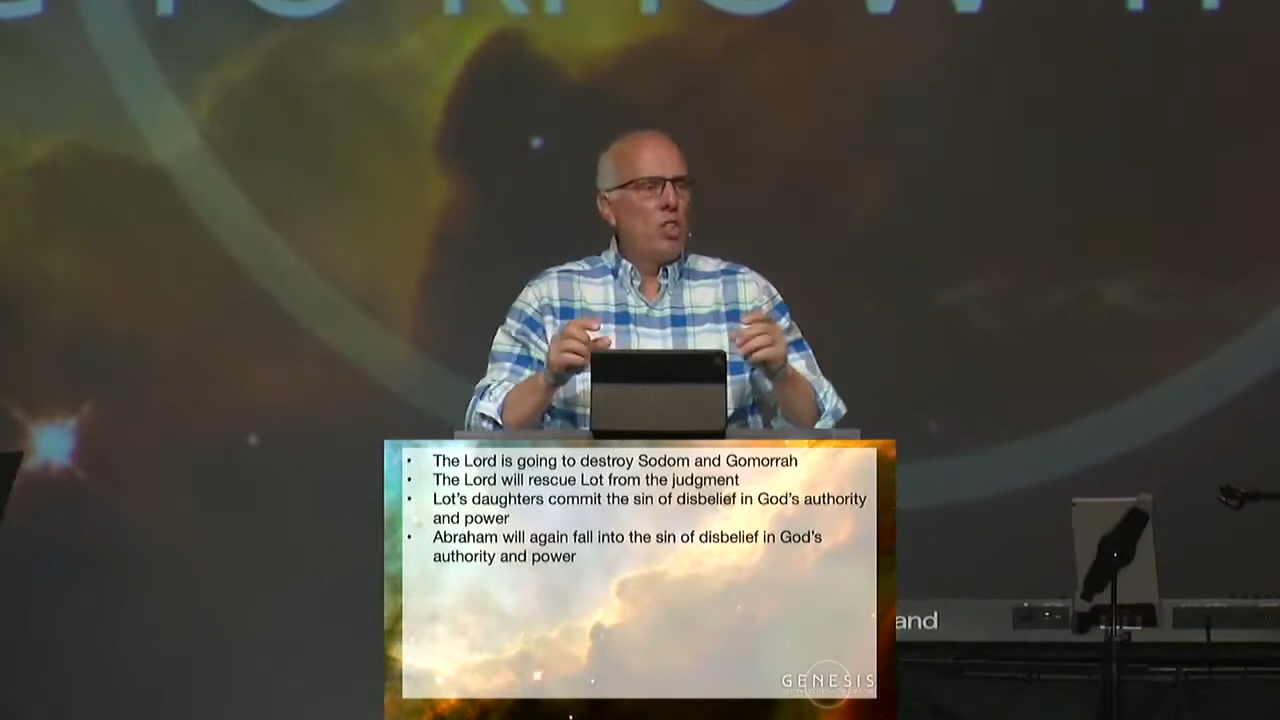 TO KNOW
• The Lord is going to destroy Sodom and Gomorrah
• The Lord will rescue Lot from the judgment
• Lot's daughters commit the sin of disbelief in God's authority
and power
• Abraham will again fall into the sin of disbelief in God's
authority and power
and
GENESIS